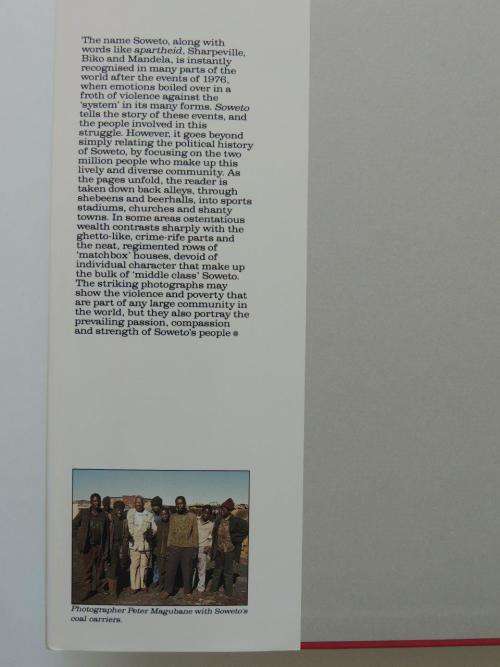 The name Soweto, along with
words like apartheid, Sharpeville,
Biko and Mandela, is instantly
recognised in many parts of the
world after the events of 1976,
when emotions boiled over in a
froth of violence against the
'system' in its many forms. Soweto
tells the story of these events, and
the people involved in this
struggle. However, it goes beyond
simply relating the political history
of Soweto, by focusing on the two
million people who make up this
lively and diverse community. As
the pages unfold, the reader is
taken down back alleys, through
shebeens and beerhalls, into sports
stadiums, churches and shanty
towns. In some areas ostentatious
wealth contrasts sharply with the
ghetto-like, crime-rife parts and
the neat, regimented rows of
'matchbox' houses, devoid of
individual character that make up
the bulk of 'middle class' Soweto.
The striking photographs may
show the violence and poverty that
are part of any large community in
the world, but they also portray the
prevailing passion, compassion
and strength of Soweto's people
Photographer Peter Magubane with Soweto's
coal carriers.